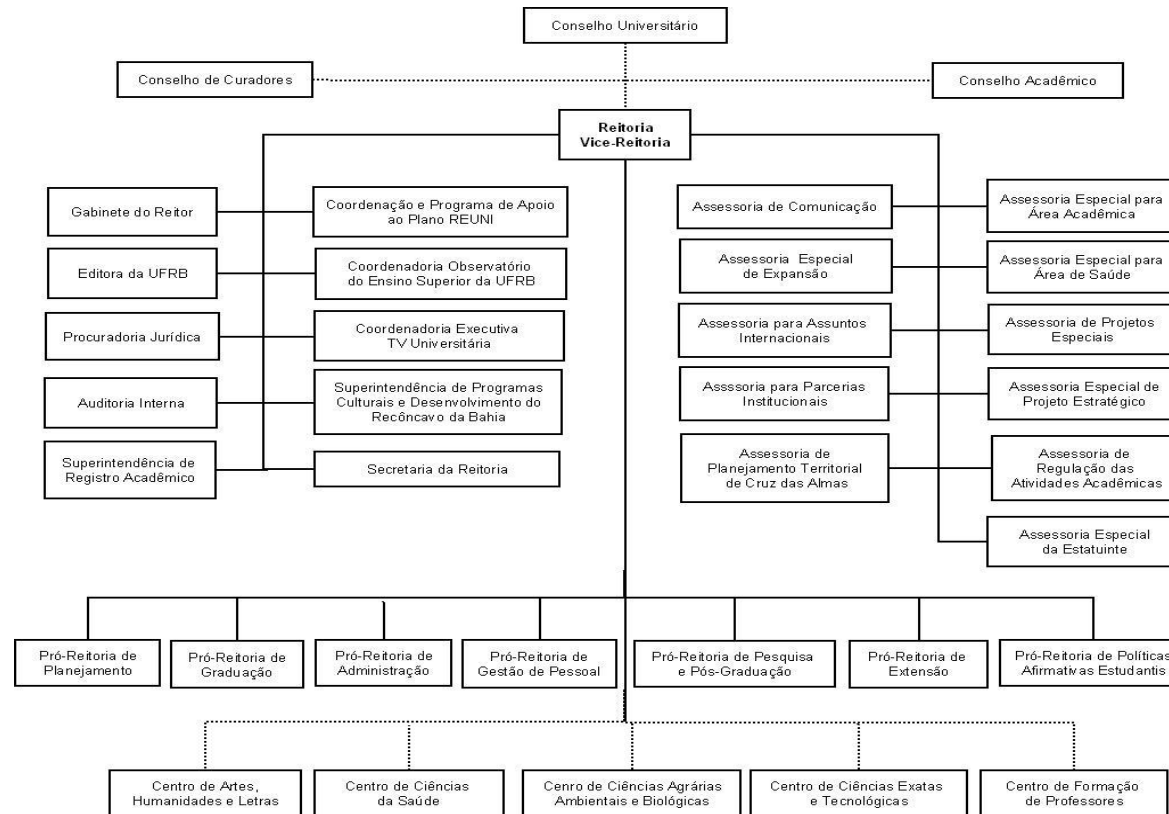 Conselho Universitário
Conselho de Curadores
Conselho Acadêmico
Reitoria
Vice-Reitoria
Gabinete do Reitor
Coordenação e Programa de Apoio
ao Plano REUNI
Assessoria de Comunicação
Assessoria Especial para
Área Acadêmica
Editora da UFRB
Coordenadoria Observatório
do Ensino Superior da UFRB
Assessoria Especial
de Expansão
Assessoria Especial para
Área de Saúde
Procuradoria Jurídica
Coordenadoria Executiva
TV Universitária
Assessoria para Assuntos
Internacionais
Assessoria de Projetos
Especiais
Auditoria Interna
Superintendência de Programas
Culturais e Desenvolvimento do
Recôncavo da Bahia
Assssoria para Parcerias
Institucionais
Assessoria Especial de
Projeto Estratégico
Superintendência de
Registro Acadêmico
Secretaria da Reitoria
Assessoria de
Planejamento Territorial
de Cruz das Almas
Assessoria de
Regulação das
Atividades Acadêmicas
Assessoria Especial
da Estatuinte
Pró-Reitoria de
Planejamento
Pró-Reitoria de
Graduação
Pró-Reitoria de
Administração
Pró-Reitoria de
Gestão de Pessoal
Pró-Reitoria de Pesquisa
e Pós-Graduação
Pró-Reitoria de
Extensão
Pró-Reitoria de Políticas
Afirmativas Estudantis
Centro de Artes,
Humanidades e Letras
Centro de Ciências
da Saúde
Cenro de Ciências Agrárias
Ambientais e Biológicas
Centro de Ciências Exatas
e Tecnológicas
Centro de Formação
de Professores